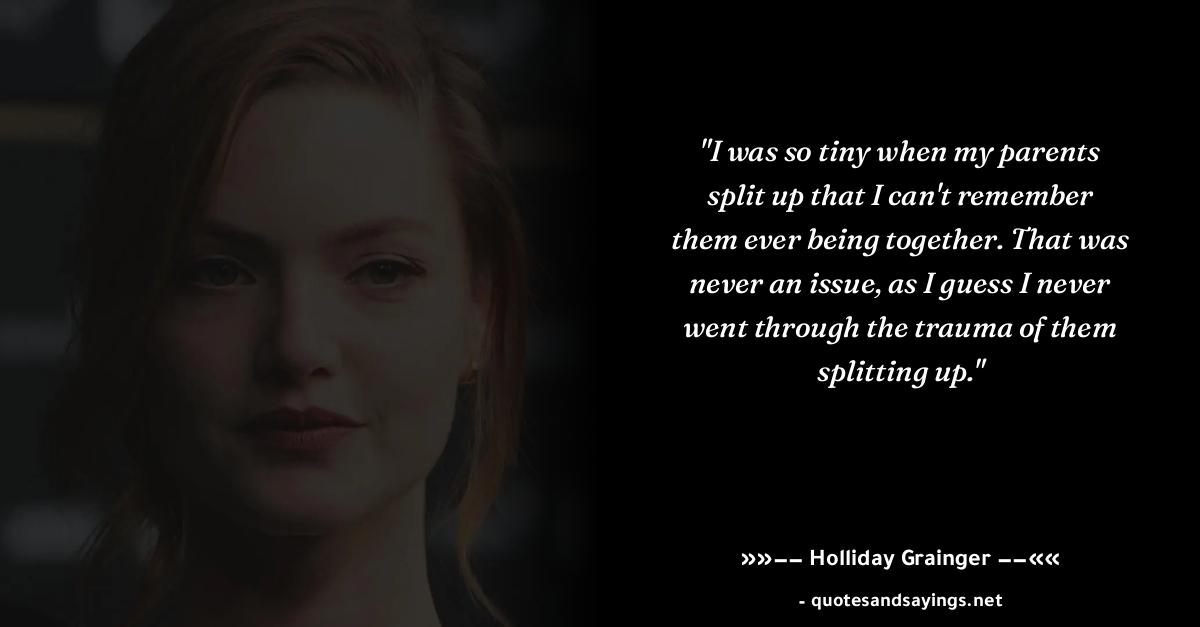 "I was so tiny when my parents
split up that I can't remember
them ever being together. That was
never an issue, as I guess I never
went through the trauma of them
splitting up."
»»−− Holliday Grainger −−««
- quotesandsayings.net